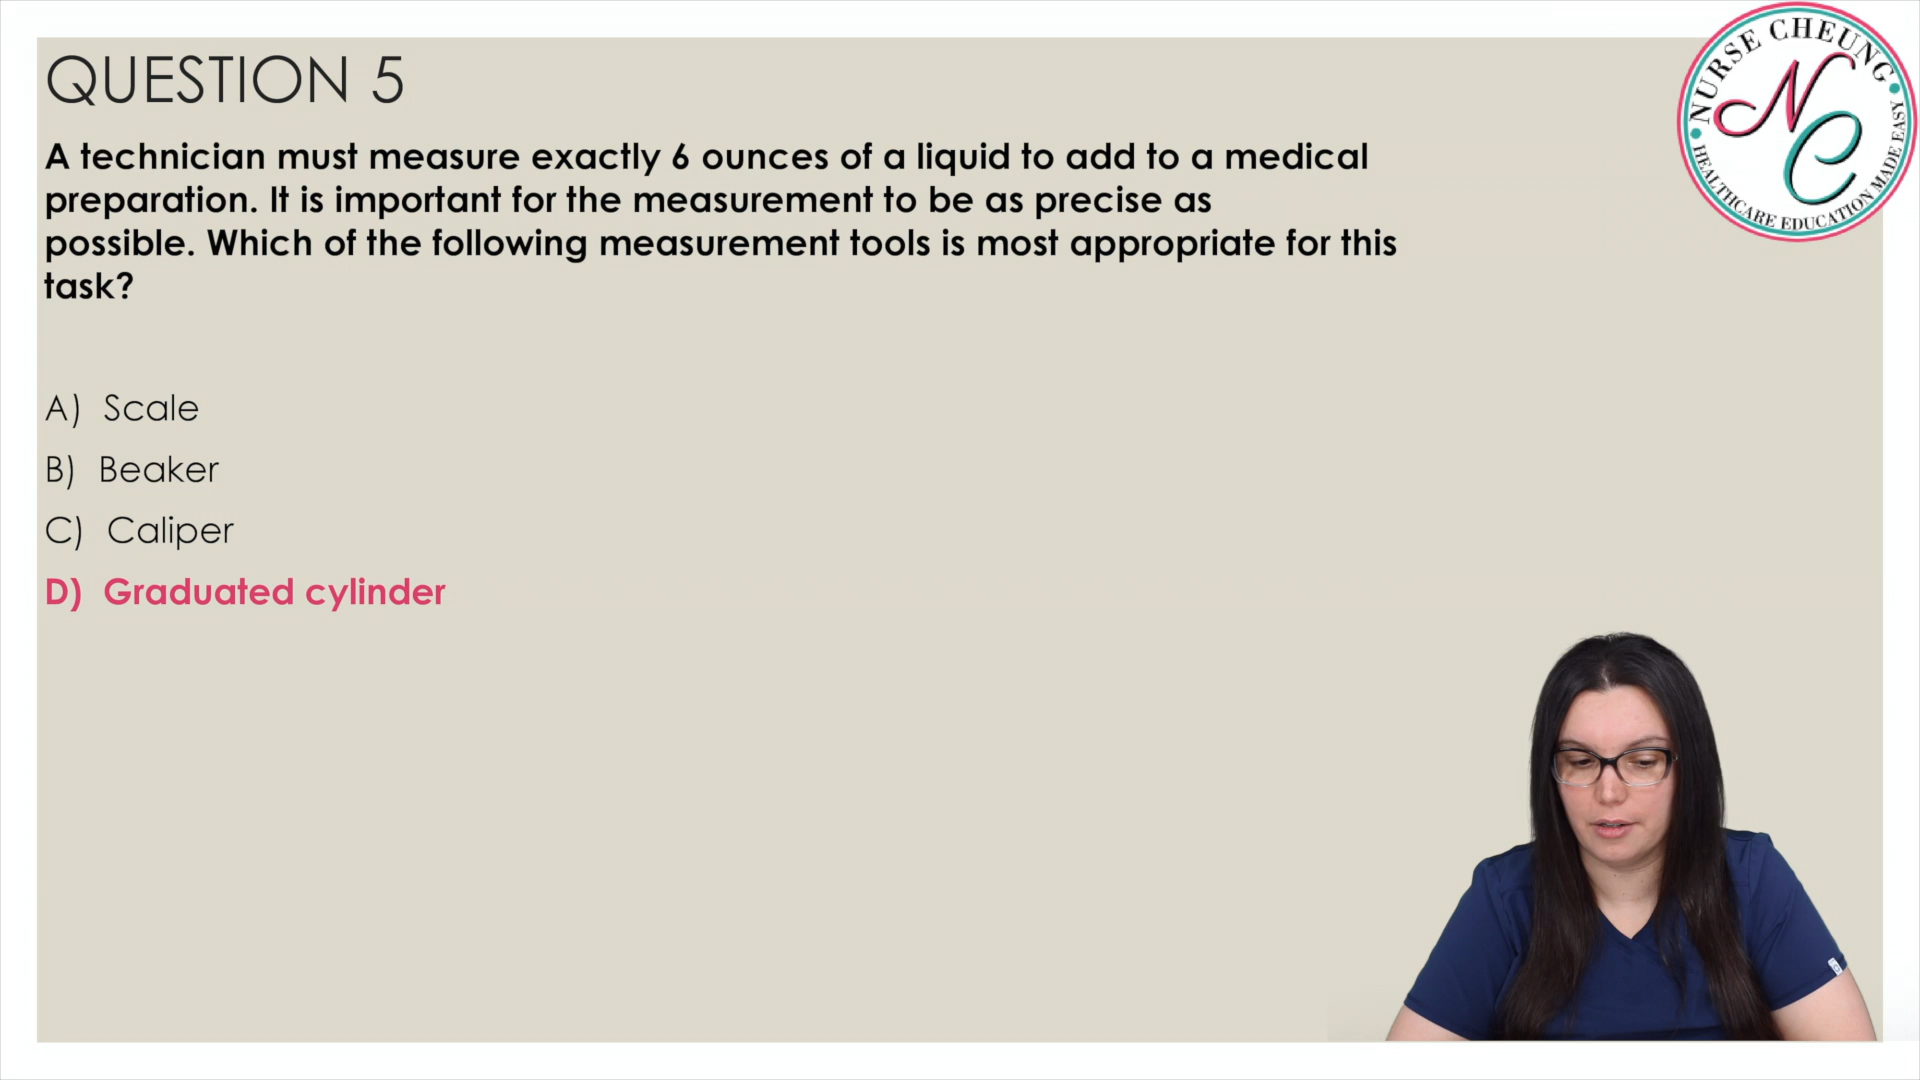 QUESTION 5
A technician must measure exactly 6 ounces of a liquid to add to a medical
preparation. It is important for the measurement to be as precise as
possible. Which of the following measurement tools is most appropriate for this
task?
A) Scale
B) Beaker
C) Caliper
D) Graduated cylinder
NURSE CHEUNG
NC
HEALTHCARE EDUCATION MADE EASY